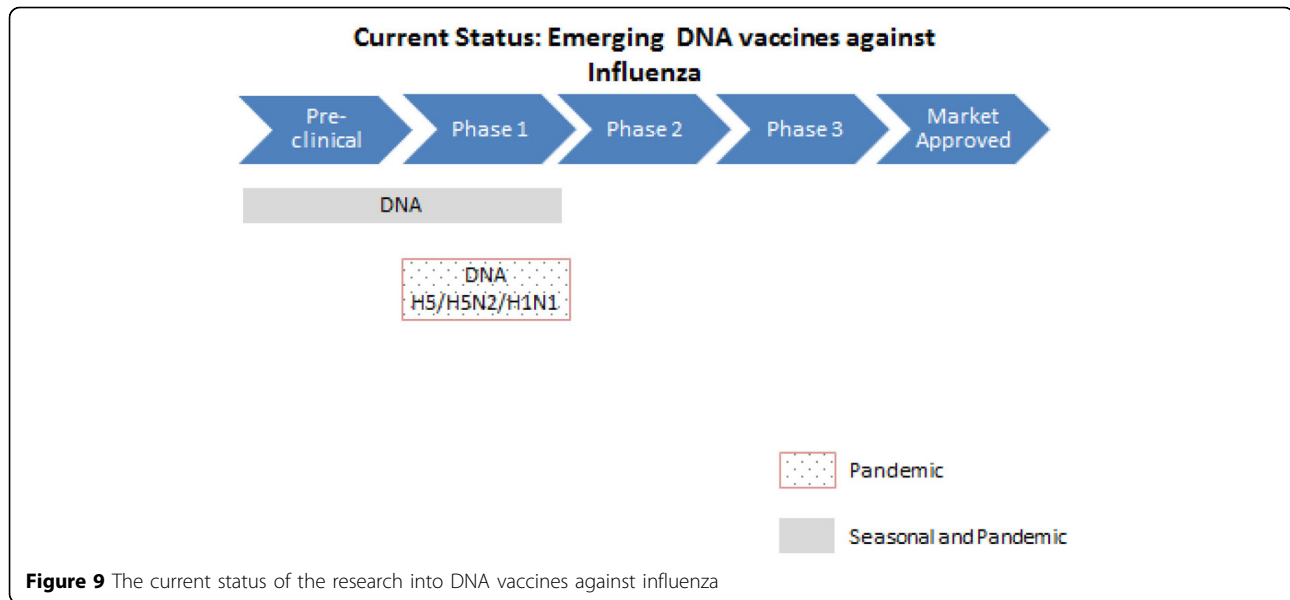 Current Status: Emerging DNA vaccines against
Influenza
Pre-
clinical
Phase 1
Phase 2
Phase 3
Market
Approved
DNA
DNA
H5/H5N2/H1N1
Pandemic
Seasonal and Pandemic
Figure 9 The current status of the research into DNA vaccines against influenza